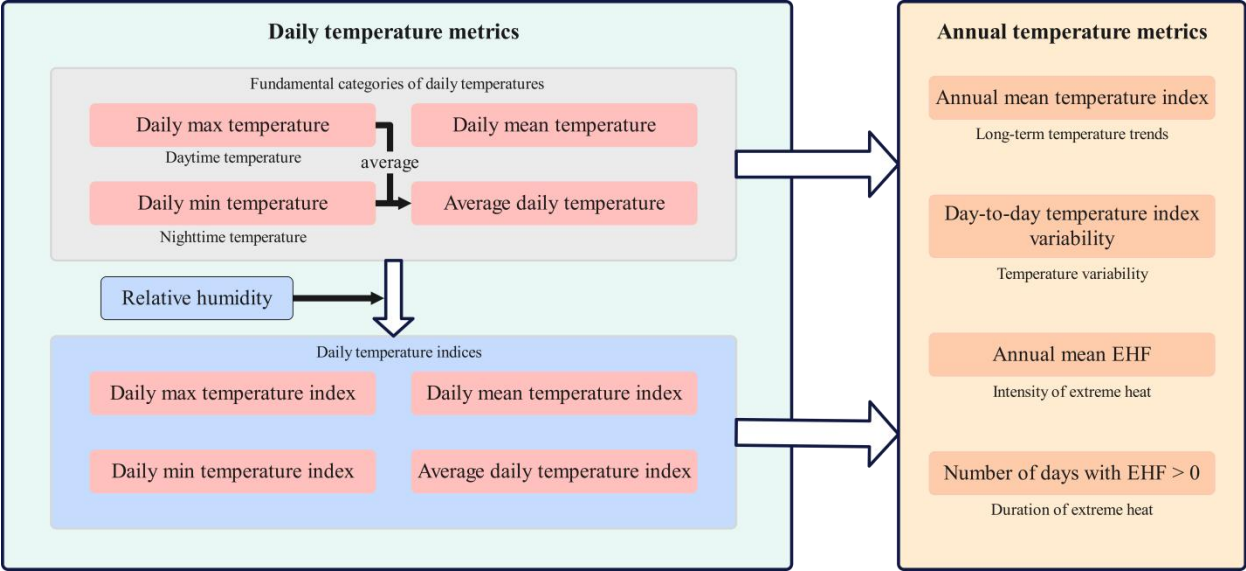 Daily temperature metrics
Fundamental categories of daily temperatures
Daily max temperature
Daytime temperature
Daily mean temperature
average
Daily min temperature
Nighttime temperature
Average daily temperature
Relative humidity
Daily temperature indices
Daily max temperature index
Daily mean temperature index
Daily min temperature index
Average daily temperature index
Annual temperature metrics
Annual mean temperature index
Long-term temperature trends
Day-to-day temperature index
variability
Temperature variability
Annual mean EHF
Intensity of extreme heat
Number of days with EHF > 0
Duration of extreme heat